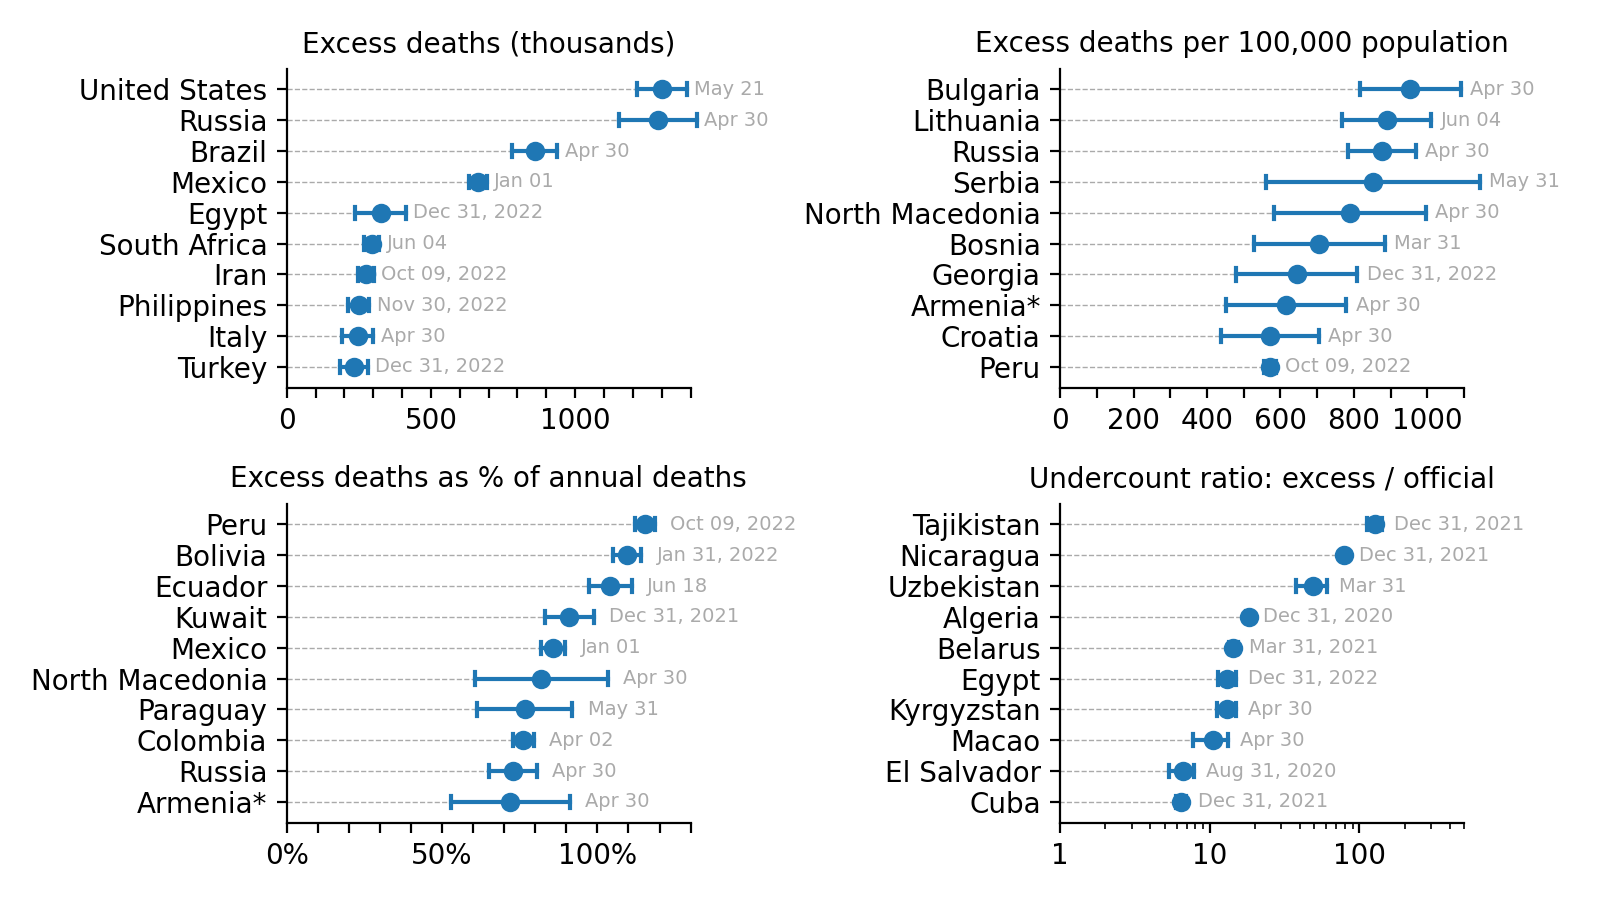 Excess deaths (thousands)
United States May 21
Russia Apr 30
Brazil Apr 30
Mexico Jan 01
Egypt Dec 31, 2022
South Africa Jun 04
Iran Oct 09, 2022
Philippines Nov 30, 2022
Italy Apr 30
Turkey Dec 31, 2022
0 500 1000
Excess deaths per 100,000 population
Bulgaria Apr 30
Lithuania Jun 04
Russia Apr 30
Serbia May 31
North Macedonia Apr 30
Bosnia Mar 31
Georgia Dec 31, 2022
Armenia* Apr 30
Croatia Apr 30
Peru Oct 09, 2022
0 200 400 600 800 1000
Excess deaths as % of annual deaths
Peru Oct 09, 2022
Bolivia Jan 31, 2022
Ecuador Jun 18
Kuwait Dec 31, 2021
Mexico Jan 01
North Macedonia Apr 30
Paraguay May 31
Colombia Apr 02
Russia Apr 30
Armenia* Apr 30
0% 50% 100%
Undercount ratio: excess / official
Tajikistan Dec 31, 2021
Nicaragua Dec 31, 2021
Uzbekistan Mar 31
Algeria Dec 31, 2020
Belarus Mar 31, 2021
Egypt Dec 31, 2022
Kyrgyzstan Apr 30
Macao Apr 30
El Salvador Aug 31, 2020
Cuba Dec 31, 2021
1 10 100